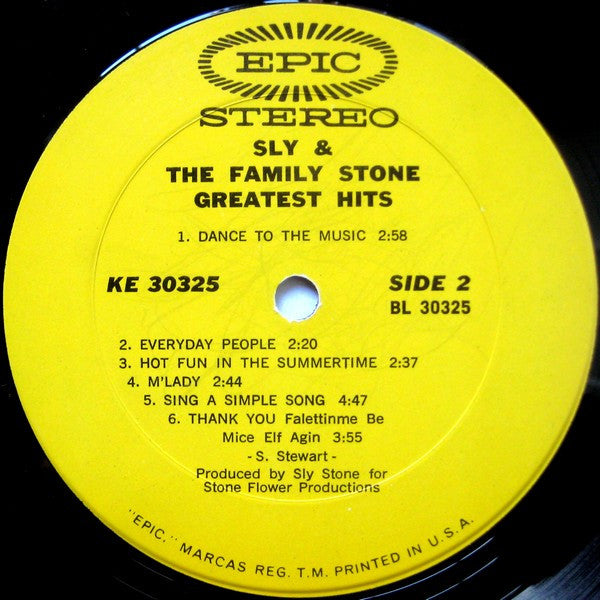 EPIC
STEREO
SLY &
THE FAMILY STONE
GREATEST HITS
1. DANCE TO THE MUSIC 2:58
KE 30325
SIDE 2
BL 30325
2. EVERYDAY PEOPLE 2:20
3. HOT FUN IN THE SUMMERTIME 2:37
4. M'LADY 2:44
5. SING A SIMPLE SONG 4:47
6. THANK YOU Falettinme Be
Mice Elf Agin 3:55
- S. Stewart -
Produced by Sly Stone for
Stone Flower Productions
"EPIC," MARCAS REG. T.M. PRINTED IN U.S.A.